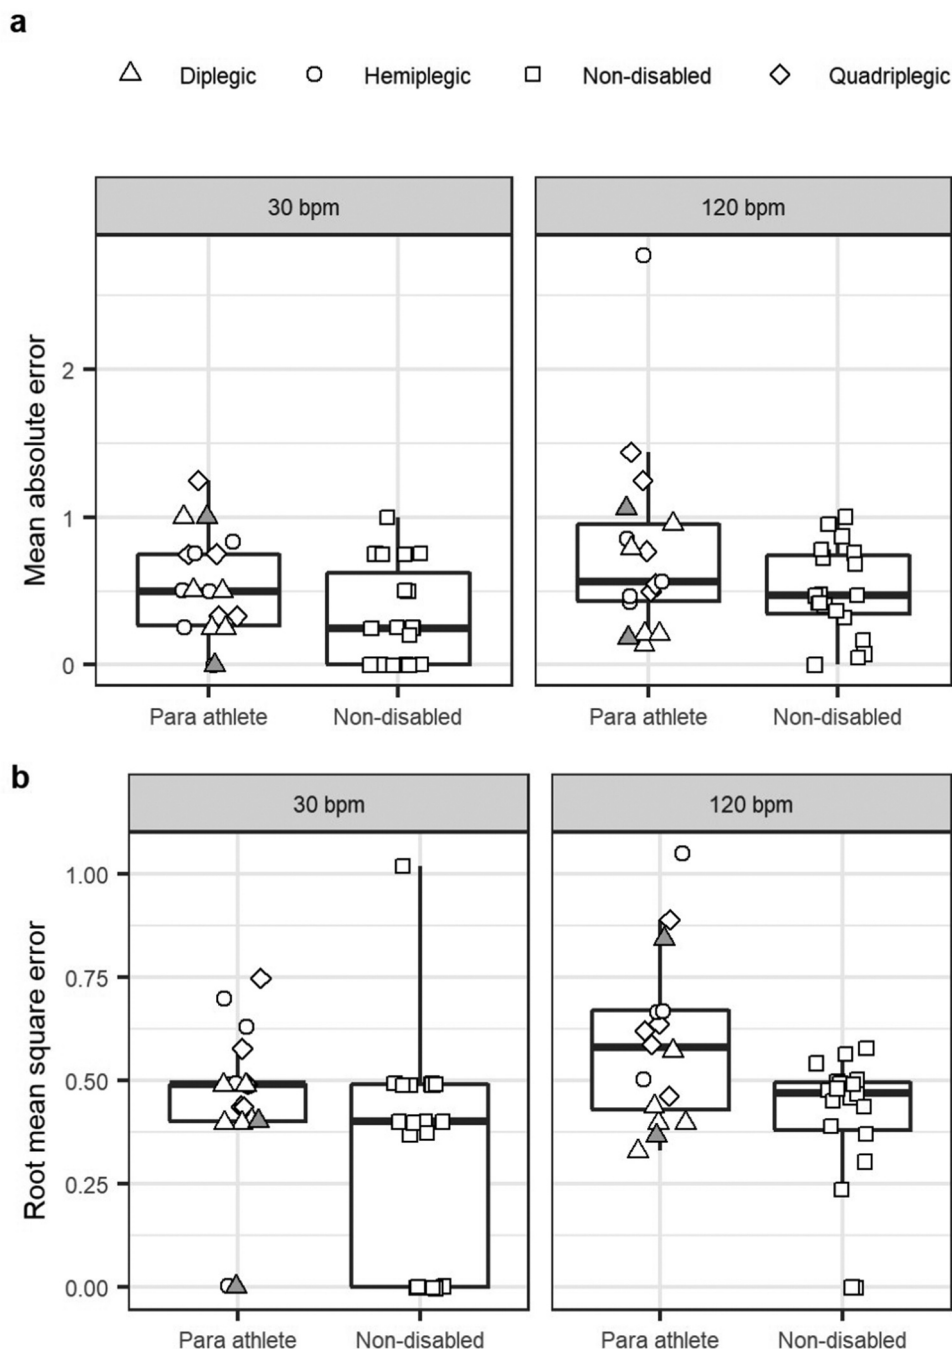 a
Diplegic Hemiplegic Non-disabled Quadriplegic
30 bpm 120 bpm
Mean absolute error
2
1
0
Para athlete Non-disabled Para athlete Non-disabled
b
30 bpm 120 bpm
Root mean square error
1.00
0.75
0.50
0.25
0.00
Para athlete Non-disabled Para athlete Non-disabled